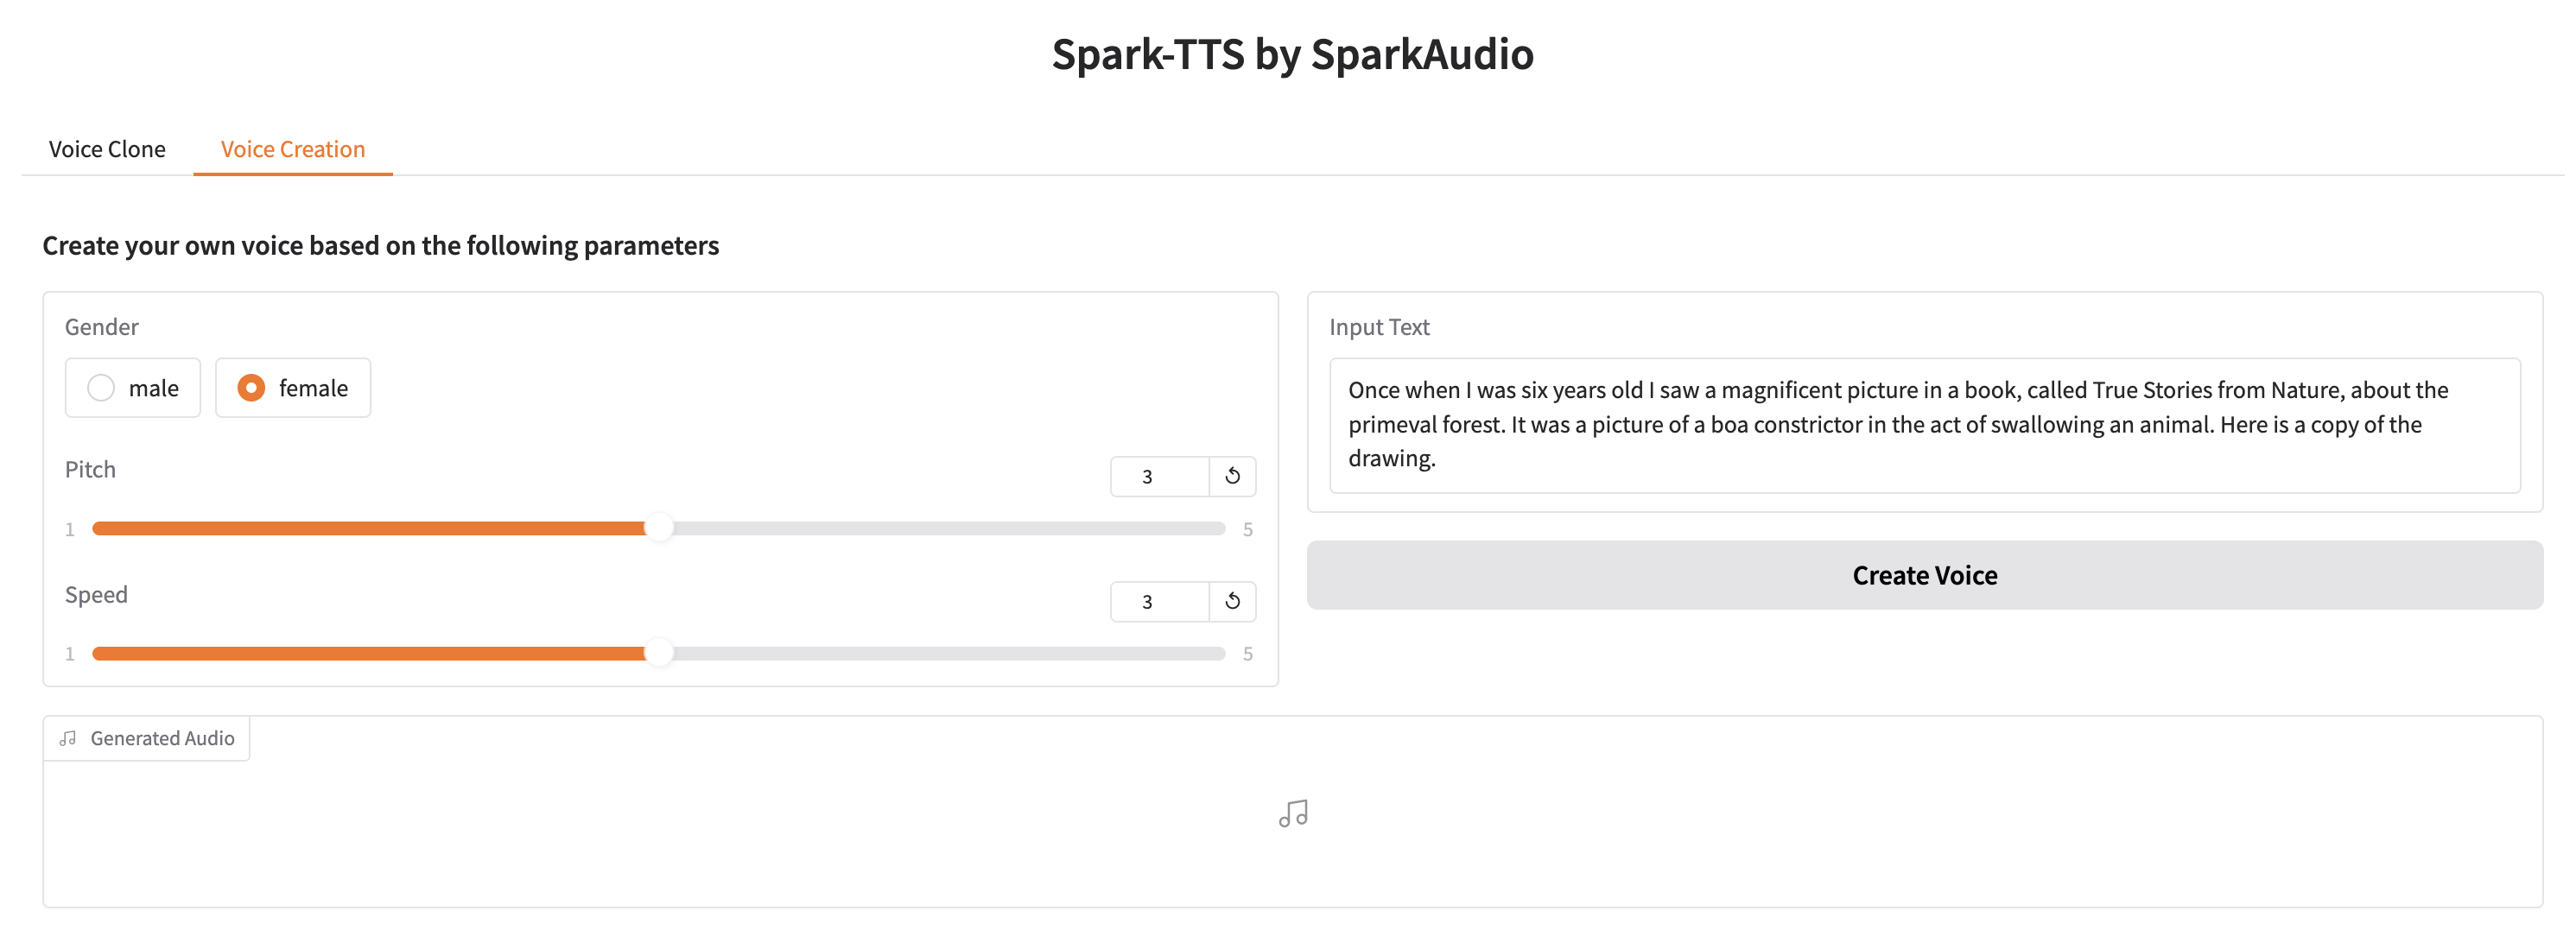 Spark-TTS by SparkAudio
Voice Clone
Voice Creation
Create your own voice based on the following parameters
Gender
male
female
Pitch
3
1
5
Speed
3
1
5
Input Text
Once when I was six years old I saw a magnificent picture in a book, called True Stories from Nature, about the
primeval forest. It was a picture of a boa constrictor in the act of swallowing an animal. Here is a copy of the
drawing.
Create Voice
Generated Audio